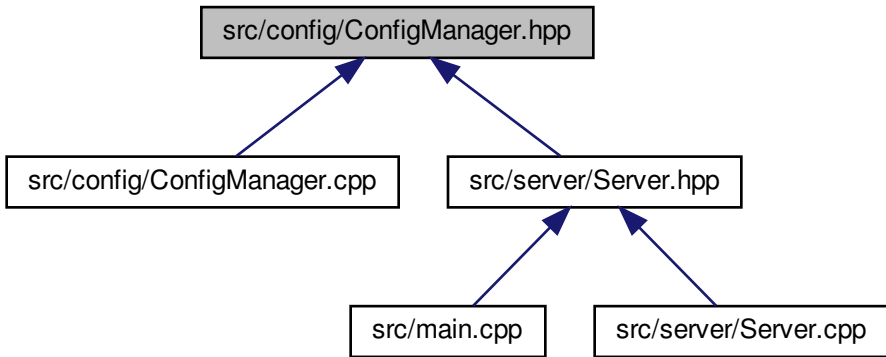 src/config/ConfigManager.hpp
src/config/ConfigManager.cpp
src/server/Server.hpp
src/main.cpp
src/server/Server.cpp